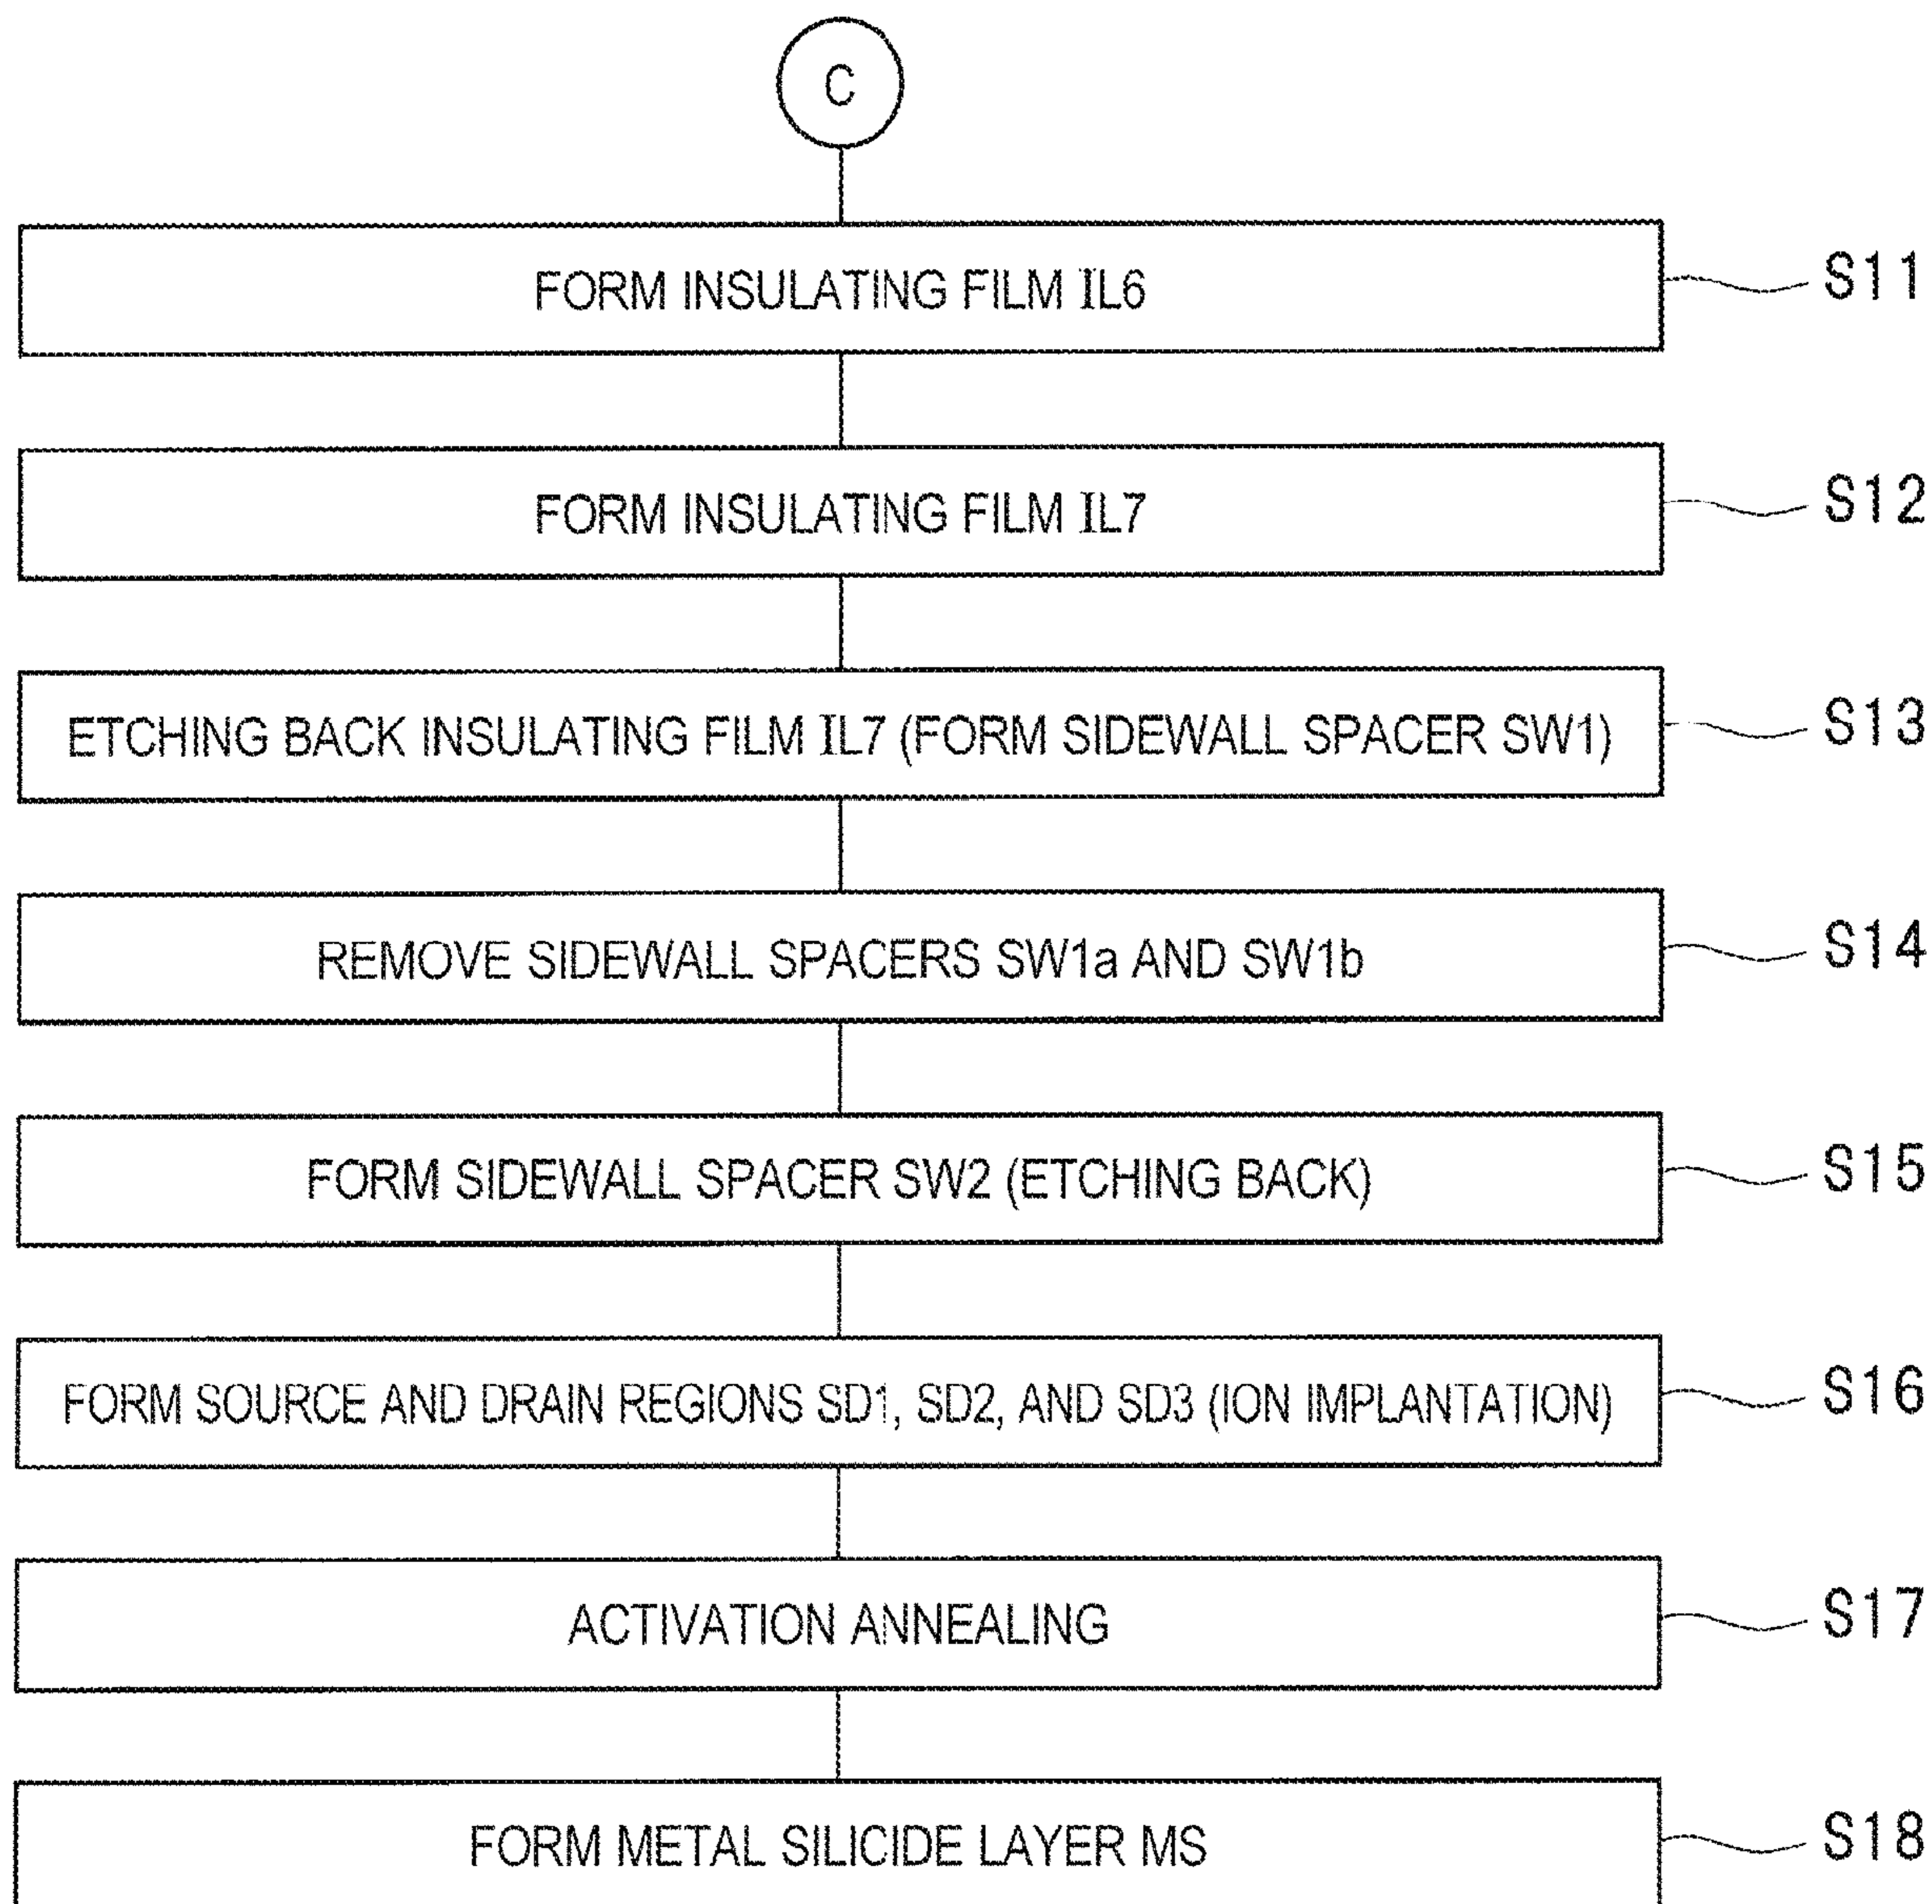 C
FORM INSULATING FILM IL6 S11
FORM INSULATING FILM IL7 S12
ETCHING BACK INSULATING FILM IL7 (FORM SIDEWALL SPACER SW1) S13
REMOVE SIDEWALL SPACERS SW1a AND SW1b S14
FORM SIDEWALL SPACER SW2 (ETCHING BACK) S15
FORM SOURCE AND DRAIN REGIONS SD1, SD2, AND SD3 (ION IMPLANTATION) S16
ACTIVATION ANNEALING S17
FORM METAL SILICIDE LAYER MS S18